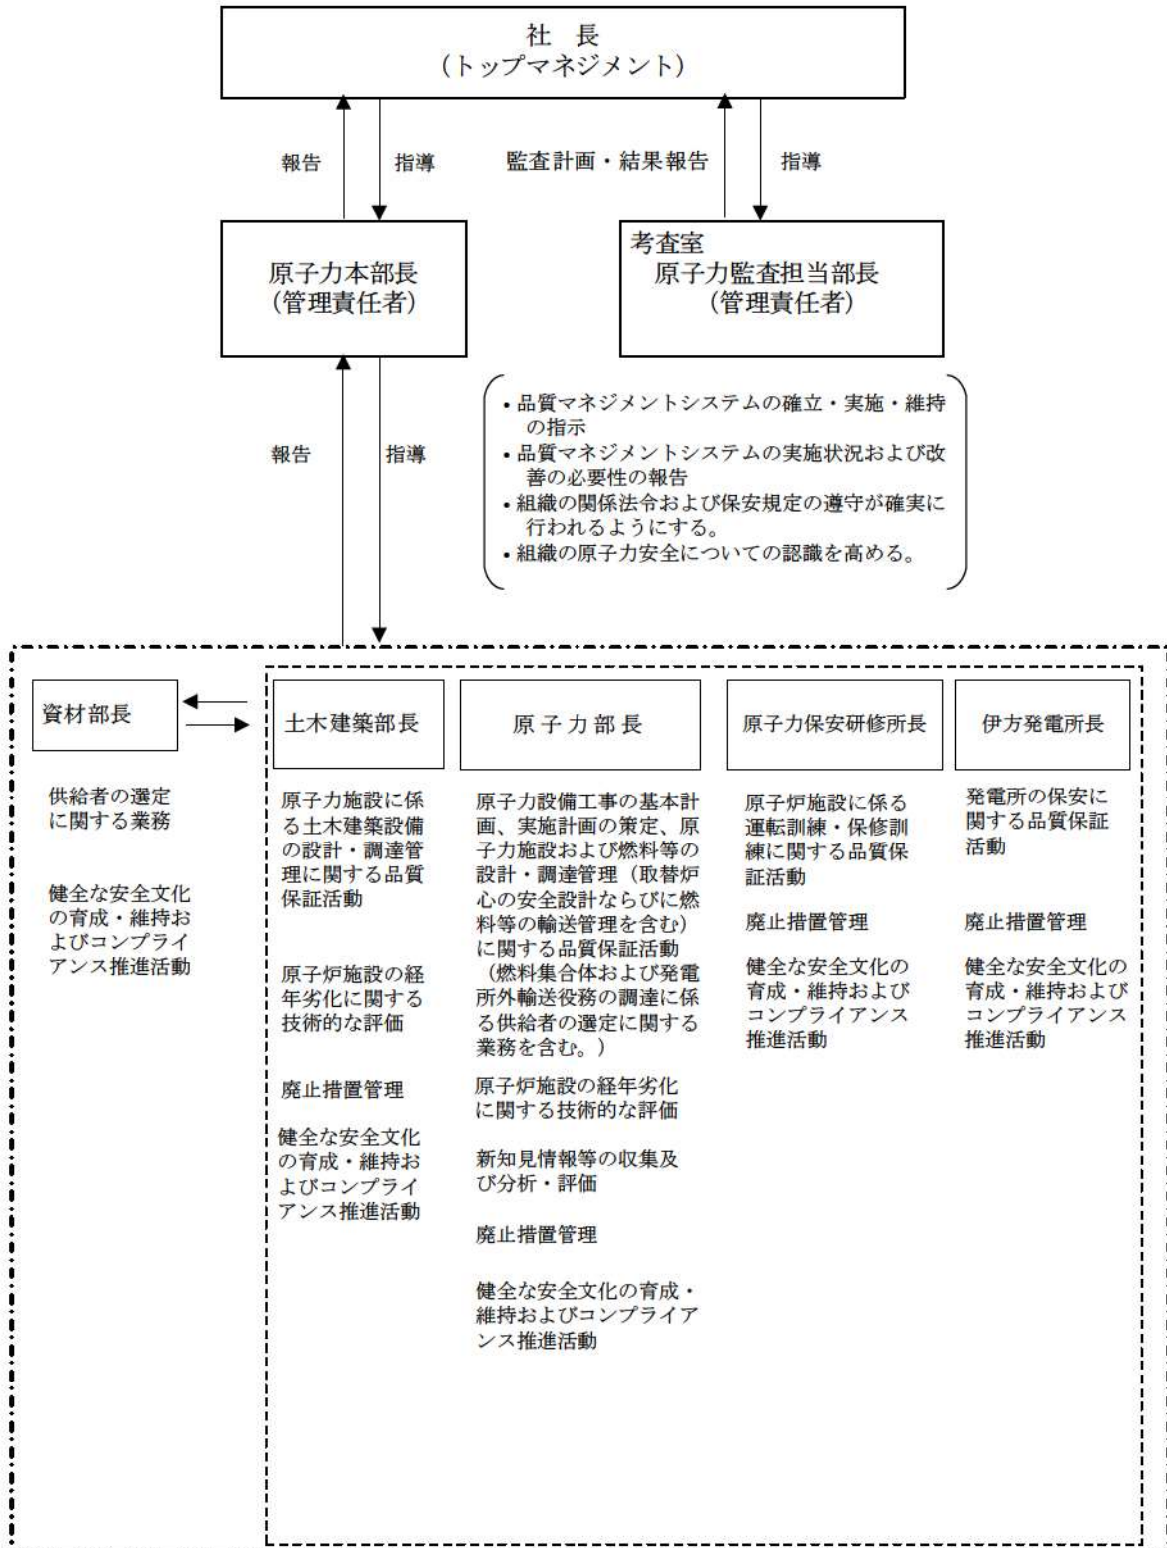 社　長
（トップマネジメント）
報告
指導
監査計画・結果報告
指導
原子力本部長
（管理責任者）
考査室
原子力監査担当部長
（管理責任者）
・品質マネジメントシステムの確立・実施・維持
の指示
・品質マネジメントシステムの実施状況および改
善の必要性の報告
・組織の関係法令および保安規定の遵守が確実に
行われるようにする。
・組織の原子力安全についての認識を高める。
報告
指導
資材部長
供給者の選定
に関する業務
健全な安全文化
の育成・維持お
よびコンプライ
アンス推進活動
土木建築部長
原子力施設に係
る土木建築設備
の設計・調達管
理に関する品質
保証活動
原子炉施設の経
年劣化に関する
技術的な評価
廃止措置管理
健全な安全文化
の育成・維持お
よびコンプライ
アンス推進活動
原子力部長
原子力設備工事の基本計
画、実施計画の策定、原
子力施設および燃料等の
設計・調達管理（取替炉
心の安全設計ならびに燃
料等の輸送管理を含む）
に関する品質保証活動
（燃料集合体および発電
所外輸送役務の調達に係
る供給者の選定に関する
業務を含む。）
原子炉施設の経年劣化
に関する技術的な評価
新知見情報等の収集及
び分析・評価
廃止措置管理
健全な安全文化の育成・
維持およびコンプライア
ンス推進活動
原子力保安研修所長
原子炉施設に係る
運転訓練・保修訓
練に関する品質保
証活動
廃止措置管理
健全な安全文化の
育成・維持および
コンプライアンス
推進活動
伊方発電所長
発電所の保安に
関する品質保証
活動
廃止措置管理
健全な安全文化の
育成・維持および
コンプライアンス
推進活動